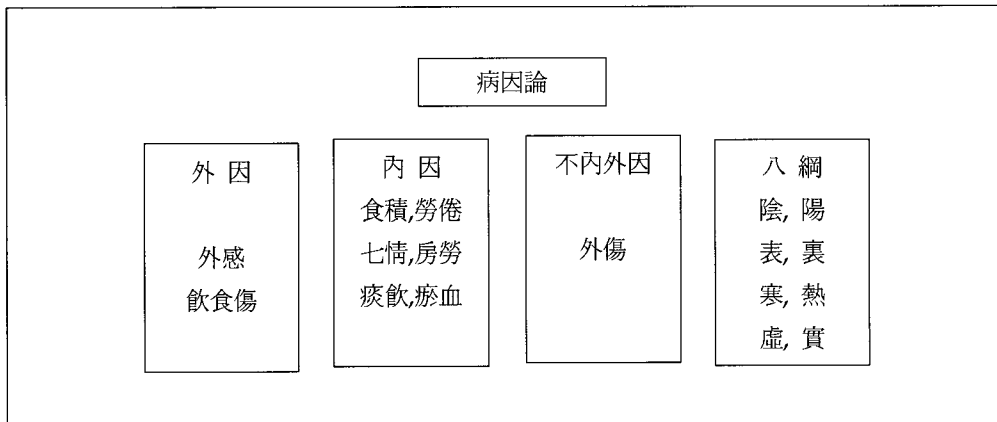 病因論
外 因
外感
飮食傷
內 因
食積,勞倦
七情,房勞
痰飮,瘀血
不內外因
外傷
八 綱
陰, 陽
表, 裏
寒, 熱
虛, 實